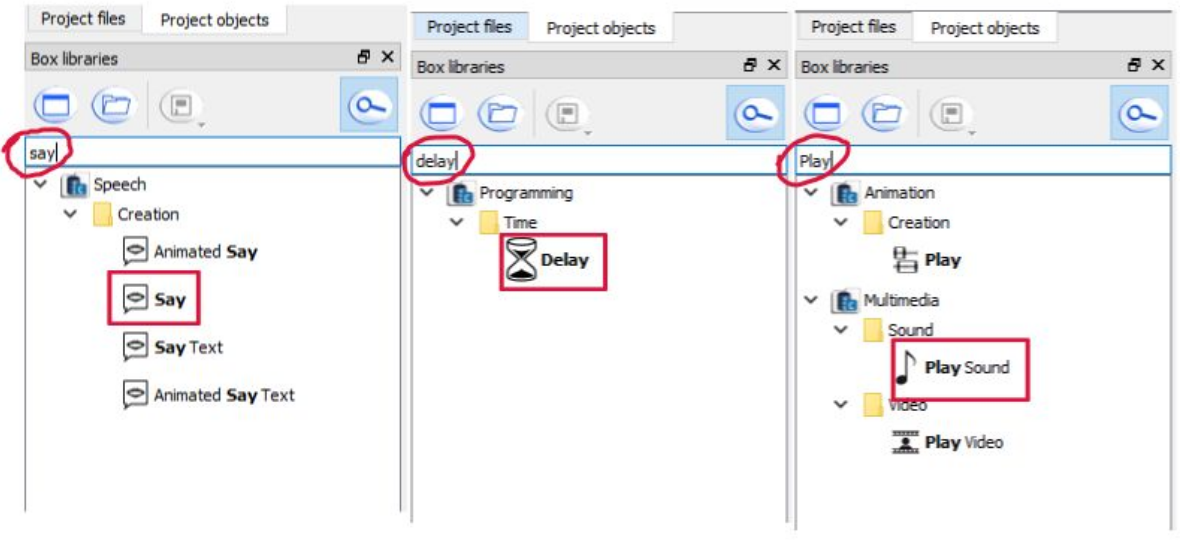 Project files Project objects
Box libraries
say
Speech
Creation
Animated Say
Say
Say Text
Animated Say Text
Project files Project objects
Box libraries
delay
Programming
Time
Delay
Project files Project objects
Box libraries
Play
Animation
Creation
Play
Multimedia
Sound
Play Sound
Video
Play Video